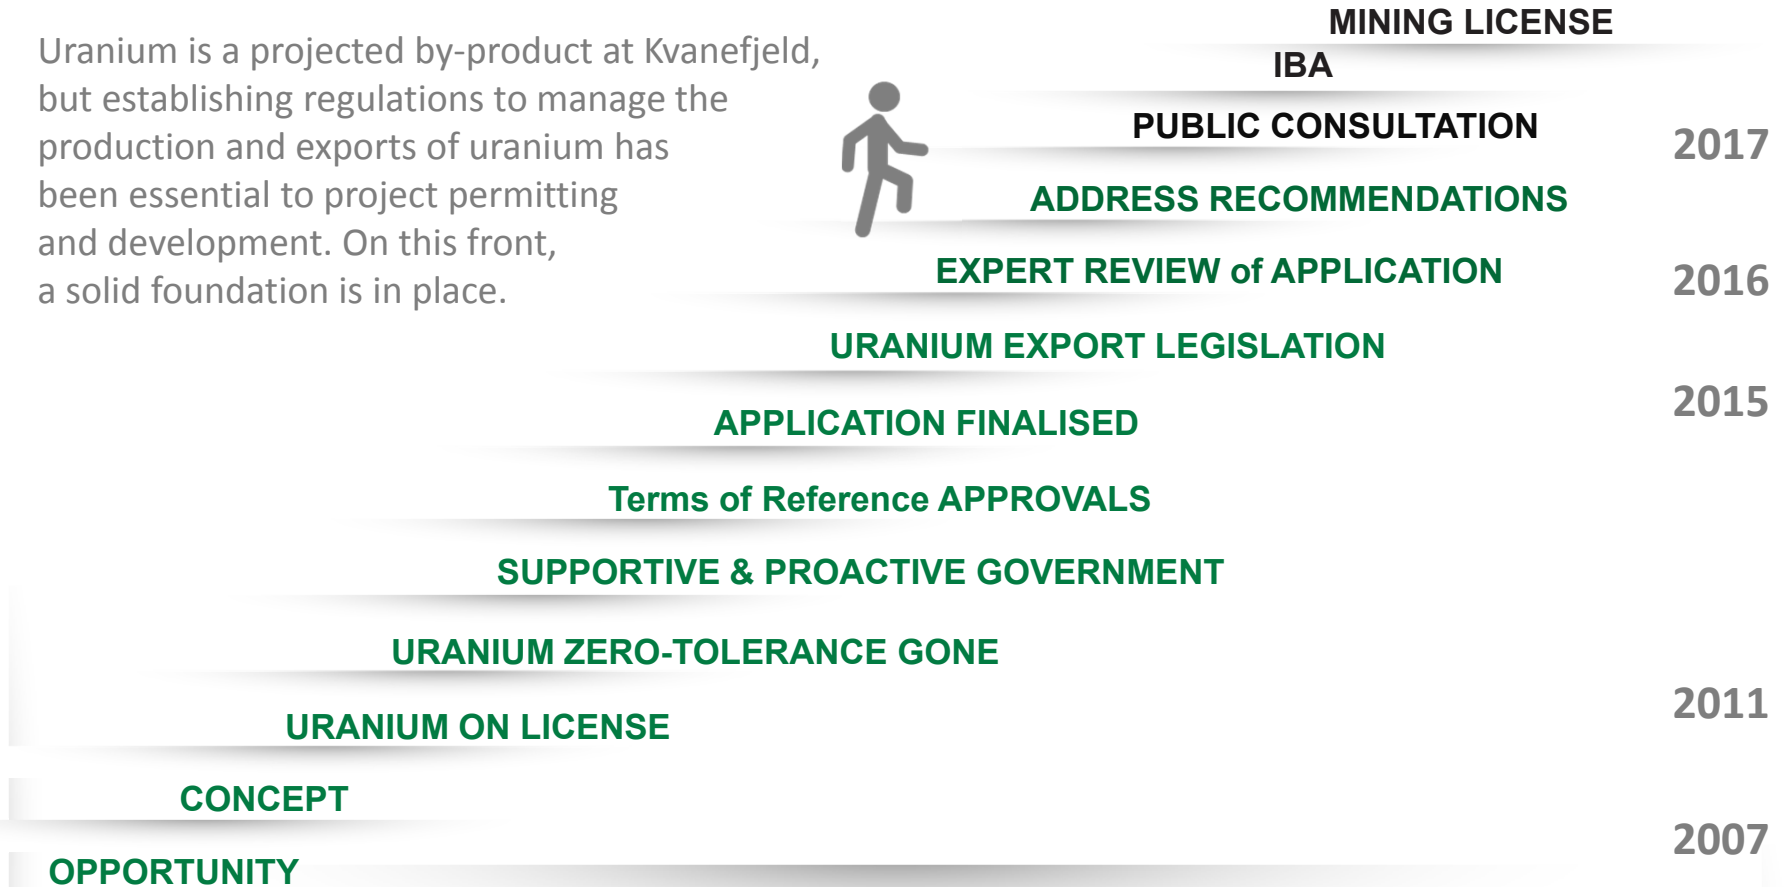 MINING LICENSE
Uranium is a projected by-product at Kvanefjeld,
but establishing regulations to manage the
production and exports of uranium has
been essential to project permitting
and development. On this front,
a solid foundation is in place.
IBA
PUBLIC CONSULTATION
2017
ADDRESS RECOMMENDATIONS
EXPERT REVIEW of APPLICATION
2016
URANIUM EXPORT LEGISLATION
2015
APPLICATION FINALISED
Terms of Reference APPROVALS
SUPPORTIVE & PROACTIVE GOVERNMENT
URANIUM ZERO-TOLERANCE GONE
2011
URANIUM ON LICENSE
CONCEPT
2007
OPPORTUNITY